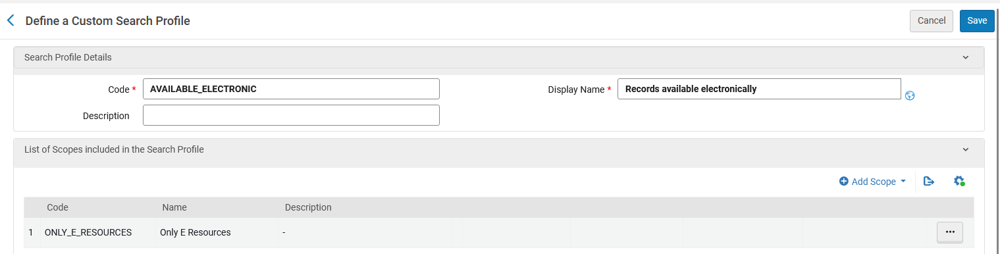 Define a Custom Search Profile Cancel Save
Search Profile Details
Code * AVAILABLE_ELECTRONIC Display Name * Records available electronically
Description
List of Scopes included in the Search Profile
Add Scope
Code Name Description
1 ONLY_E_RESOURCES Only E Resources - ...